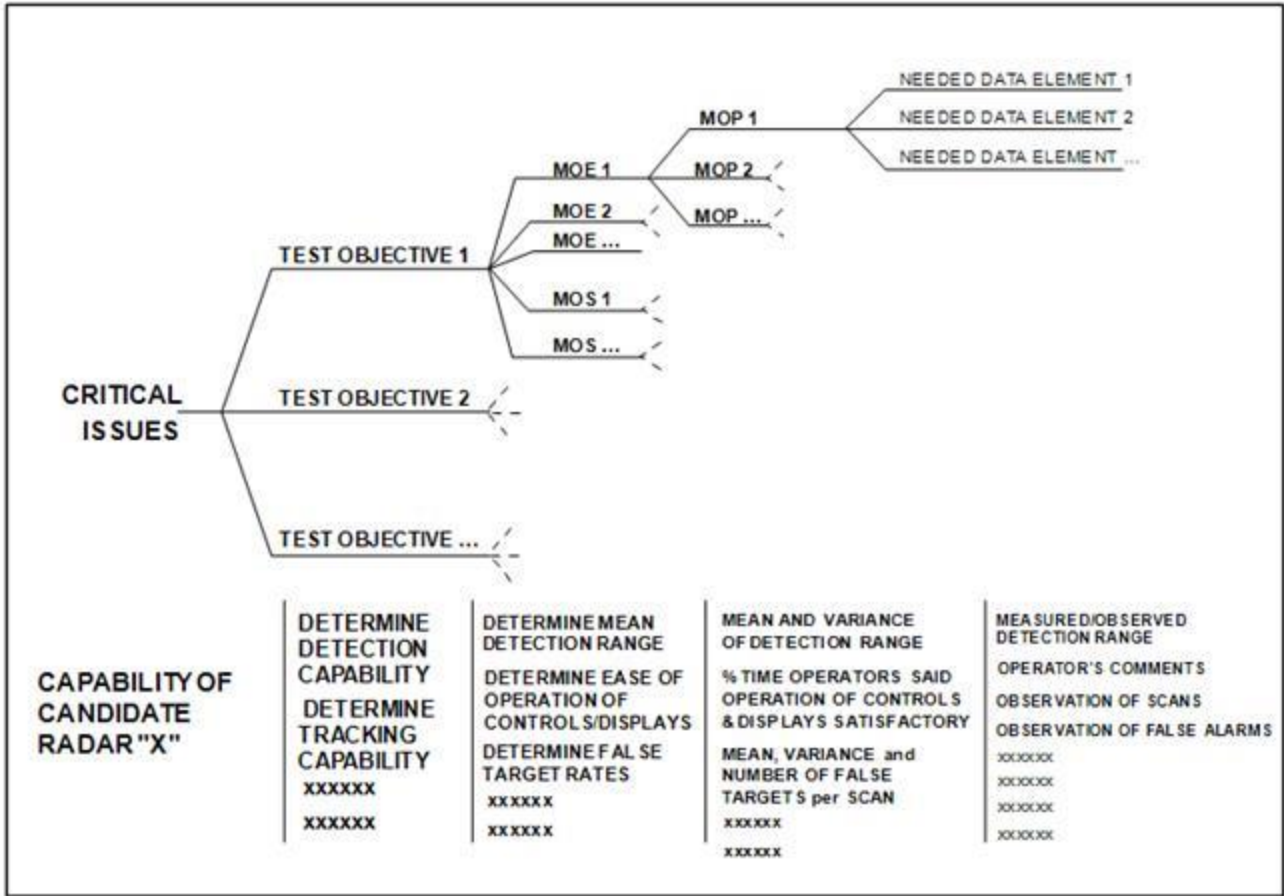 NEEDED DATA ELEMENT 1
MOP 1
NEEDED DATA ELEMENT 2
NEEDED DATA ELEMENT ...
MOE 1
MOP 2
MOE 2
MOP ...
MOE ...
TEST OBJECTIVE 1
MOS 1
MOS ...
CRITICAL
ISSUES
TEST OBJECTIVE 2
TEST OBJECTIVE ...
CAPABILITY OF
CANDIDATE
RADAR "X"
DETERMINE
DETECTION
CAPABILITY
DETERMINE
TRACKING
CAPABILITY
XXXXXX
XXXXXX
DETERMINE MEAN
DETECTION RANGE
DETERMINE EASE OF
OPERATION OF
CONTROLS/DISPLAYS
DETERMINE FALSE
TARGET RATES
XXXXXX
XXXXXX
MEAN AND VARIANCE
OF DETECTION RANGE
% TIME OPERATORS SAID
OPERATION OF CONTROLS
& DISPLAYS SATISFACTORY
MEAN, VARIANCE and
NUMBER OF FALSE
TARGETS per SCAN
XXXXXX
XXXXXX
MEASURED/OBSERVED
DETECTION RANGE
OPERATOR'S COMMENTS
OBSERVATION OF SCANS
OBSERVATION OF FALSE ALARMS
XXXXXX
XXXXXX
XXXXXX
XXXXXX